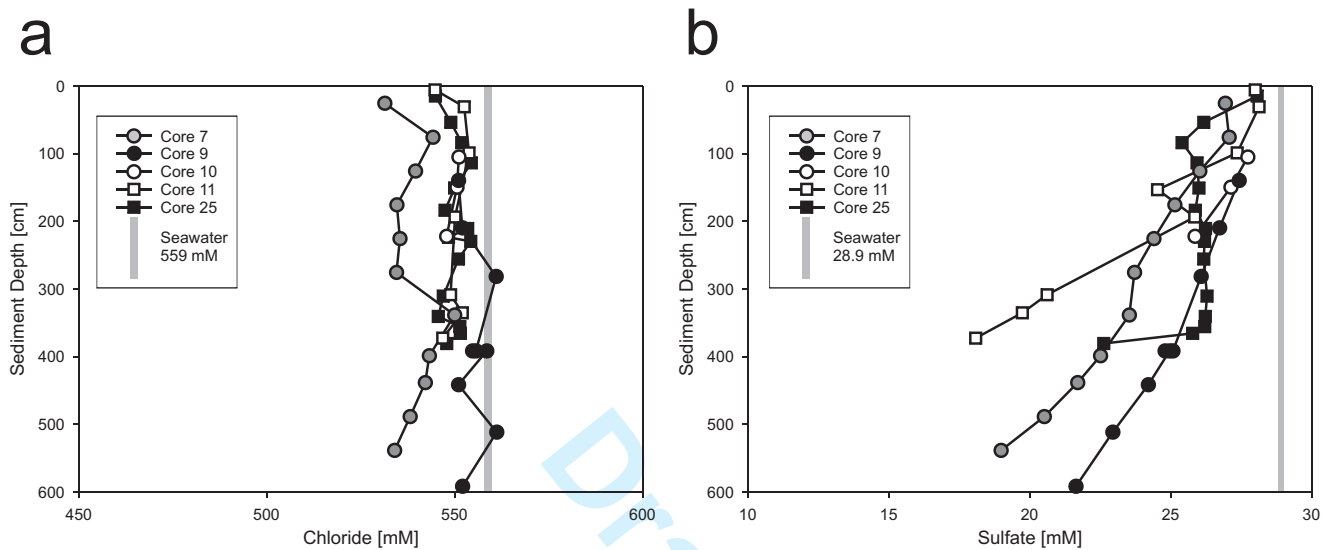 a
b
0
100
200
300
400
500
600
450
500
550
600
Sediment Depth [cm]
Chloride [mM]
Core 7
Core 9
Core 10
Core 11
Core 25
Seawater
559 mM
0
100
200
300
400
500
600
10
15
20
25
30
Sediment Depth [cm]
Sulfate [mM]
Core 7
Core 9
Core 10
Core 11
Core 25
Seawater
28.9 mM